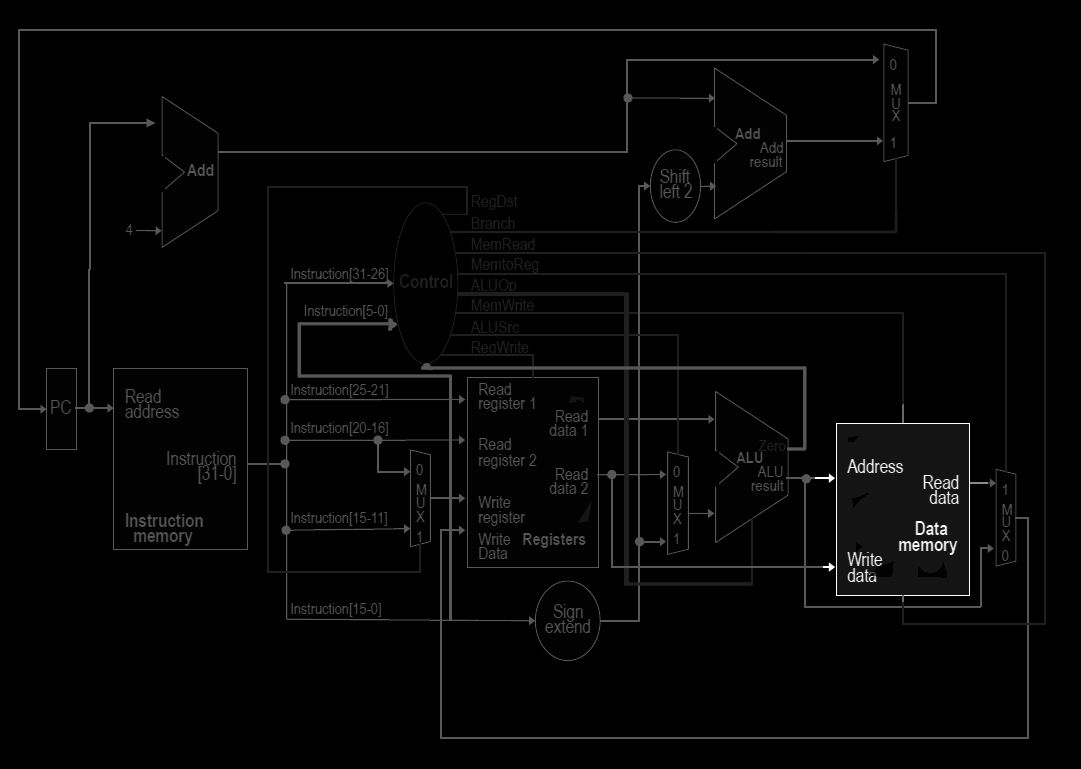 0
M
U
X
1
Add
Add
result
Add
Shift
left 2
4
RegDst
Branch
MemRead
MemtoReg
ALUOp
MemWrite
ALUSrc
RegWrite
Control
Instruction[31-26]
Instruction[5-0]
PC
Read
address
Instruction
[31-0]
Instruction
memory
Instruction[25-21]
Instruction[20-16]
Instruction[15-11]
Instruction[15-0]
0
M
U
X
1
Read
register 1
Read
register 2
Write
register
Write
Data
Read
data 1
Read
data 2
Registers
Sign
extend
0
M
U
X
1
Zero
ALU
ALU
result
Address
Read
data
Data
memory
Write
data
1
M
U
X
0